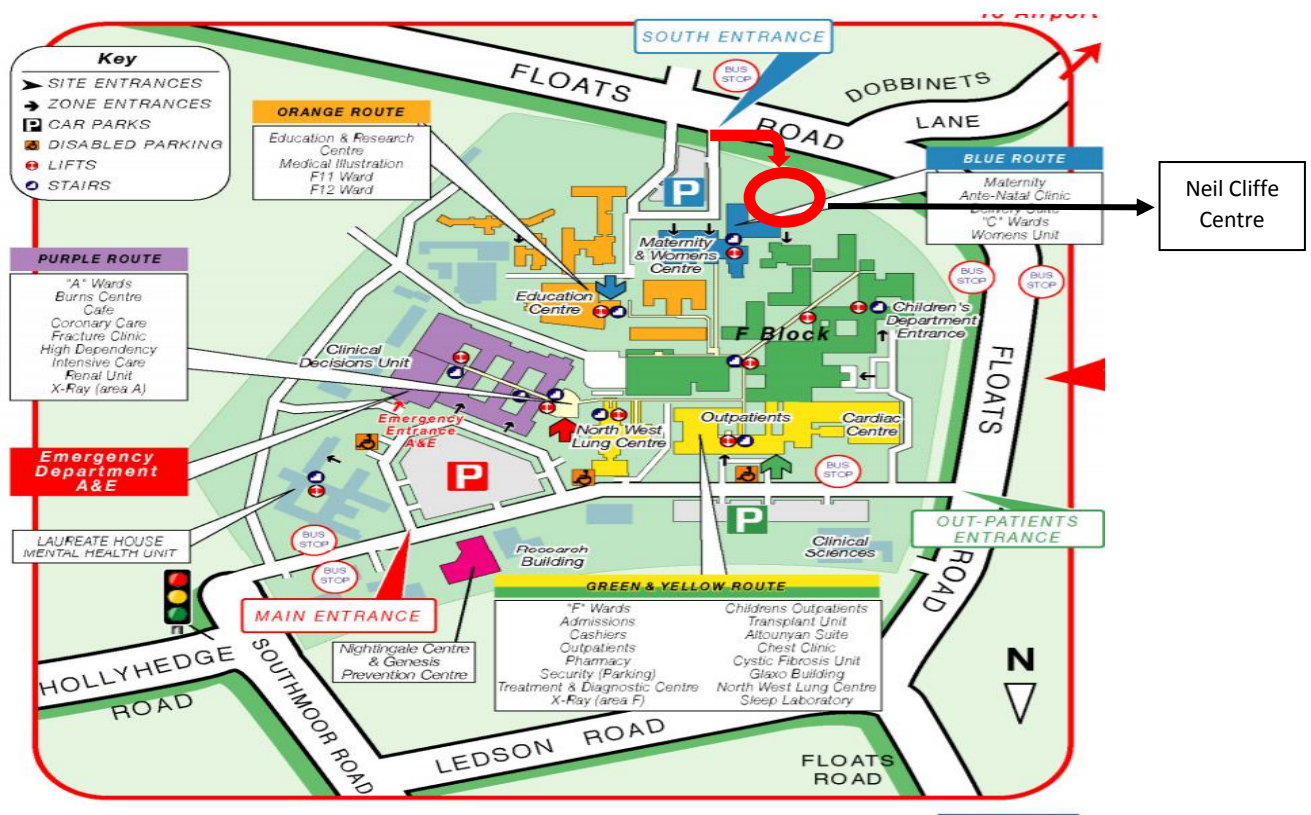 To Airport
SOUTH ENTRANCE
BUS
STOP
FLOATS
ROAD
DOBBINETS
LANE
Key
SITE ENTRANCES
ZONE ENTRANCES
P CAR PARKS
DISABLED PARKING
LIFTS
STAIRS
ORANGE ROUTE
Education & Research
Centre
Medical Illustration
F11 Ward
F12 Ward
BLUE ROUTE
Maternity
Ante-Natal Clinic
Delivery Suite
"C" Wards
Womens Unit
Neil Cliffe
Centre
P
Maternity
& Womens
Centre
PURPLE ROUTE
"A" Wards
Burns Centre
Cafe
Coronary Care
Fracture Clinic
High Dependency
Intensive Care
Renal Unit
X-Ray (area A)
Education
Centre
BUS
STOP
BUS
STOP
Children's
Department
Entrance
F Block
Clinical
Decisions Unit
FLOATS
ROAD
Emergency
Entrance
A&E
North West
Lung Centre
Outpatients
Cardiac
Centre
Emergency
Department
A&E
P
BUS
STOP
P
OUT-PATIENTS
ENTRANCE
LAUREATE HOUSE
MENTAL HEALTH UNIT
BUS
STOP
BUS
STOP
Research
Building
Clinical
Sciences
MAIN ENTRANCE
Nightingale Centre
& Genesis
Prevention Centre
GREEN & YELLOW ROUTE
"F" Wards
Admissions
Cashiers
Outpatients
Pharmacy
Security (Parking)
Treatment & Diagnostic Centre
X-Ray (area F)
Childrens Outpatients
Transplant Unit
Altounyan Suite
Chest Clinic
Cystic Fibrosis Unit
Glaxo Building
North West Lung Centre
Sleep Laboratory
HOLLYHEDGE
ROAD
SOUTHMOOR ROAD
LEDSON ROAD
FLOATS
ROAD
N